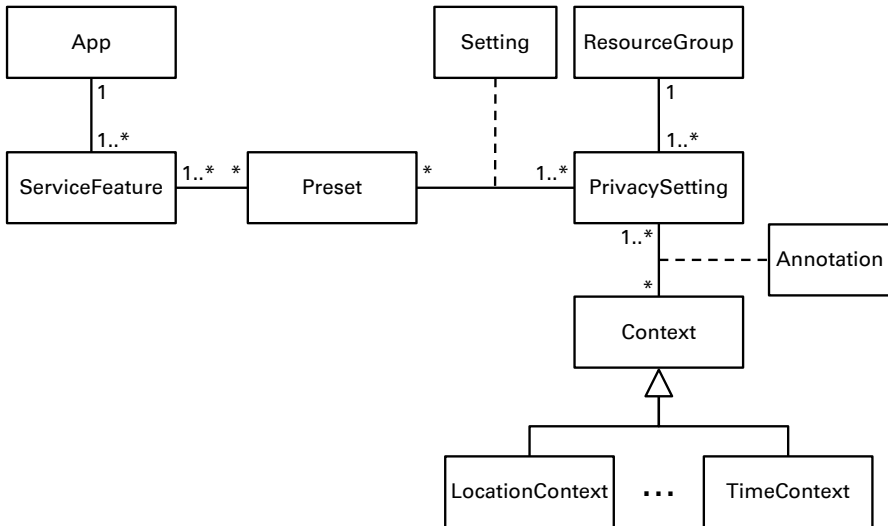 App
Setting
ResourceGroup
1
1
1..*
1..*
ServiceFeature
1..*
*
Preset
*
1..*
PrivacySetting
1..*
Annotation
*
Context
LocationContext
...
TimeContext